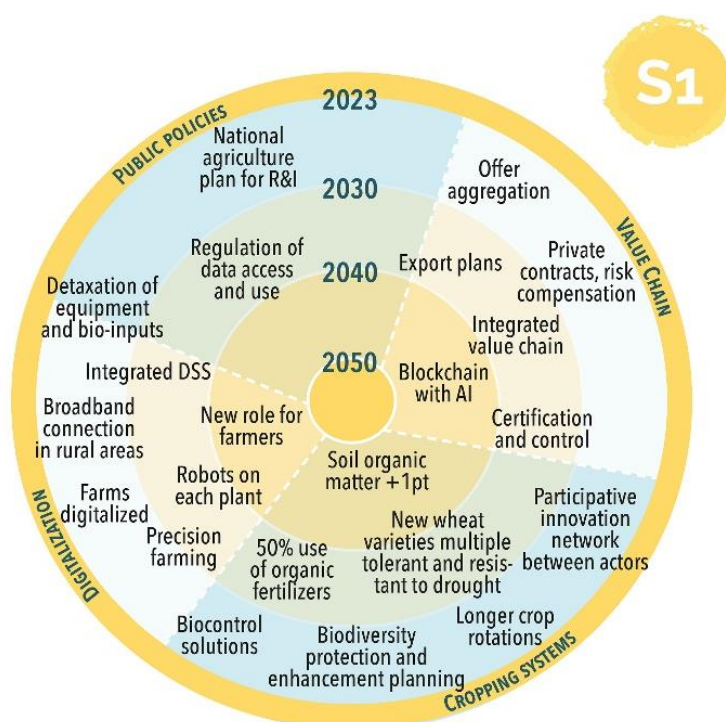 S1
PUBLIC POLICIES
2023
National
agriculture
plan for R&I
2030
Regulation of
data access
and use
2040
Detaxation of
equipment
and bio-inputs
2050
VALUE CHAIN
Offer
aggregation
Export plans
Private
contracts, risk
compensation
Integrated
value chain
Blockchain
with AI
Certification
and control
DIGITALIZATION
Integrated DSS
Broadband
connection
in rural areas
New role for
farmers
Robots on
each plant
Farms
digitalized
Precision
farming
CROPPING SYSTEMS
Soil organic
matter +1pt
50% use
of organic
fertilizers
New wheat
varieties multiple
tolerant and resis-
tant to drought
Participative
innovation
network
between actors
Biocontrol
solutions
Biodiversity
protection and
enhancement planning
Longer crop
rotations